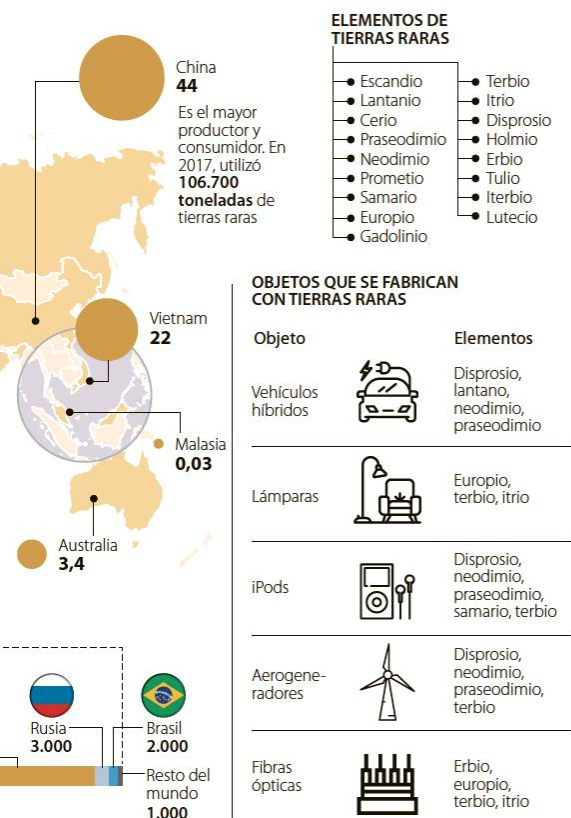 China
44
Es el mayor
productor y
consumidor. En
2017, utilizó
106.700
toneladas de
tierras raras
Vietnam
22
Malasia
0,03
Australia
3,4
Rusia
3.000
Brasil
2.000
Resto del
mundo
1.000
ELEMENTOS DE
TIERRAS RARAS
Escandio
Lantanio
Cerio
Praseodimio
Neodimio
Prometio
Samario
Europio
Gadolinio
Terbio
Itrio
Disprosio
Holmio
Erbio
Tulio
Iterbio
Lutecio
OBJETOS QUE SE FABRICAN
CON TIERRAS RARAS
Objeto
Elementos
Vehículos
híbridos
Disprosio,
lantano,
neodimio,
praseodimio
Lámparas
Europio,
terbio, itrio
iPods
Disprosio,
neodimio,
praseodimio,
samario, terbio
Aerogene-
radores
Disprosio,
neodimio,
praseodimio,
terbio
Fibras
ópticas
Erbio,
europio,
terbio, itrio